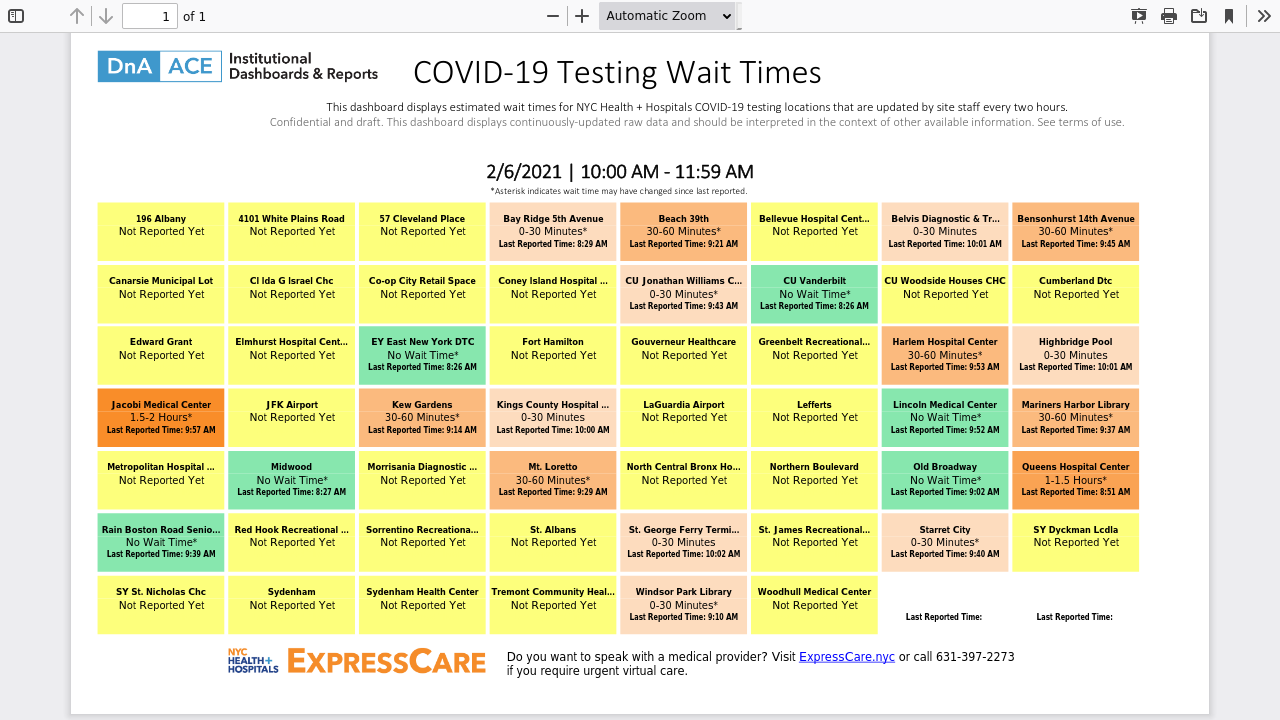 1 of 1
Automatic Zoom
DnA ACE Institutional Dashboards & Reports
COVID-19 Testing Wait Times
This dashboard displays estimated wait times for NYC Health + Hospitals COVID-19 testing locations that are updated by site staff every two hours.
Confidential and draft. This dashboard displays continuously-updated raw data and should be interpreted in the context of other available information. See terms of use.
2/6/2021 | 10:00 AM - 11:59 AM
*Asterisk indicates wait time may have changed since last reported.
196 Albany
Not Reported Yet
4101 White Plains Road
Not Reported Yet
57 Cleveland Place
Not Reported Yet
Bay Ridge 5th Avenue
0-30 Minutes*
Last Reported Time: 8:29 AM
Beach 39th
30-60 Minutes*
Last Reported Time: 9:21 AM
Bellevue Hospital Cent...
Not Reported Yet
Belvis Diagnostic & Tr...
0-30 Minutes
Last Reported Time: 10:01 AM
Bensonhurst 14th Avenue
30-60 Minutes*
Last Reported Time: 9:45 AM
Canarsie Municipal Lot
Not Reported Yet
Cl Ida G Israel Chc
Not Reported Yet
Co-op City Retail Space
Not Reported Yet
Coney Island Hospital ...
Not Reported Yet
CU Jonathan Williams C...
0-30 Minutes*
Last Reported Time: 9:43 AM
CU Vanderbilt
No Wait Time*
Last Reported Time: 8:26 AM
CU Woodside Houses CHC
Not Reported Yet
Cumberland Dtc
Not Reported Yet
Edward Grant
Not Reported Yet
Elmhurst Hospital Cent...
Not Reported Yet
EY East New York DTC
No Wait Time*
Last Reported Time: 8:26 AM
Fort Hamilton
Not Reported Yet
Gouverneur Healthcare
Not Reported Yet
Greenbelt Recreational...
Not Reported Yet
Harlem Hospital Center
30-60 Minutes*
Last Reported Time: 9:53 AM
Highbridge Pool
0-30 Minutes
Last Reported Time: 10:01 AM
Jacobi Medical Center
1.5-2 Hours*
Last Reported Time: 9:57 AM
JFK Airport
Not Reported Yet
Kew Gardens
30-60 Minutes*
Last Reported Time: 9:14 AM
Kings County Hospital ...
0-30 Minutes
Last Reported Time: 10:00 AM
LaGuardia Airport
Not Reported Yet
Lefferts
Not Reported Yet
Lincoln Medical Center
No Wait Time*
Last Reported Time: 9:52 AM
Mariners Harbor Library
30-60 Minutes*
Last Reported Time: 9:37 AM
Metropolitan Hospital ...
Not Reported Yet
Midwood
No Wait Time*
Last Reported Time: 8:27 AM
Morrisania Diagnostic ...
Not Reported Yet
Mt. Loretto
30-60 Minutes*
Last Reported Time: 9:29 AM
North Central Bronx Ho...
Not Reported Yet
Northern Boulevard
Not Reported Yet
Old Broadway
No Wait Time*
Last Reported Time: 9:02 AM
Queens Hospital Center
1-1.5 Hours*
Last Reported Time: 8:51 AM
Rain Boston Road Senio...
No Wait Time*
Last Reported Time: 9:39 AM
Red Hook Recreational ...
Not Reported Yet
Sorrentino Recreationa...
Not Reported Yet
St. Albans
Not Reported Yet
St. George Ferry Termi...
0-30 Minutes
Last Reported Time: 10:02 AM
St. James Recreational...
Not Reported Yet
Starret City
0-30 Minutes*
Last Reported Time: 9:40 AM
SY Dyckman Lcdla
Not Reported Yet
SY St. Nicholas Chc
Not Reported Yet
Sydenham
Not Reported Yet
Sydenham Health Center
Not Reported Yet
Tremont Community Heal...
Not Reported Yet
Windsor Park Library
0-30 Minutes*
Last Reported Time: 9:10 AM
Woodhull Medical Center
Not Reported Yet
Last Reported Time:
Last Reported Time:
NYC
HEALTH+
HOSPITALS
EXPRESSCARE
Do you want to speak with a medical provider? Visit ExpressCare.nyc or call 631-397-2273
if you require urgent virtual care.